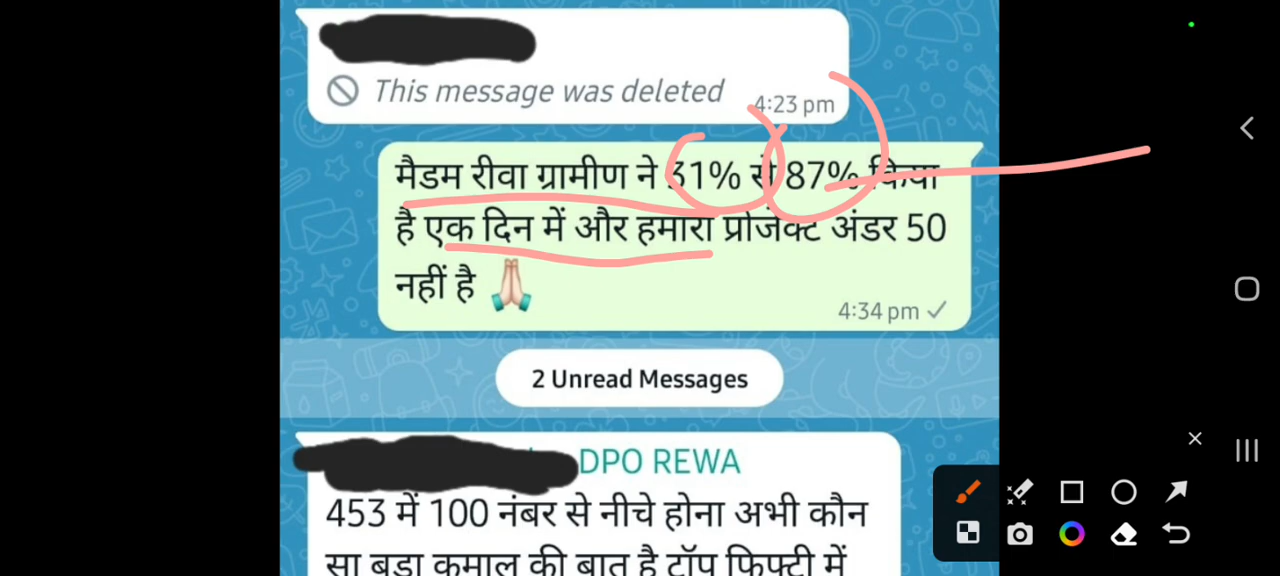 This message was deleted
4:23 pm
मैडम रीवा ग्रामीण ने 31% से 87% किया
है एक दिन में और हमारा प्रोजेक्ट अंडर 50
नहीं है 🙏🏻
4:34 pm
2 Unread Messages
DPO REWA
453 में 100 नंबर से नीचे होना अभी कौन
सा बड़ा कमाल की बात है टॉप फिफ्टी में